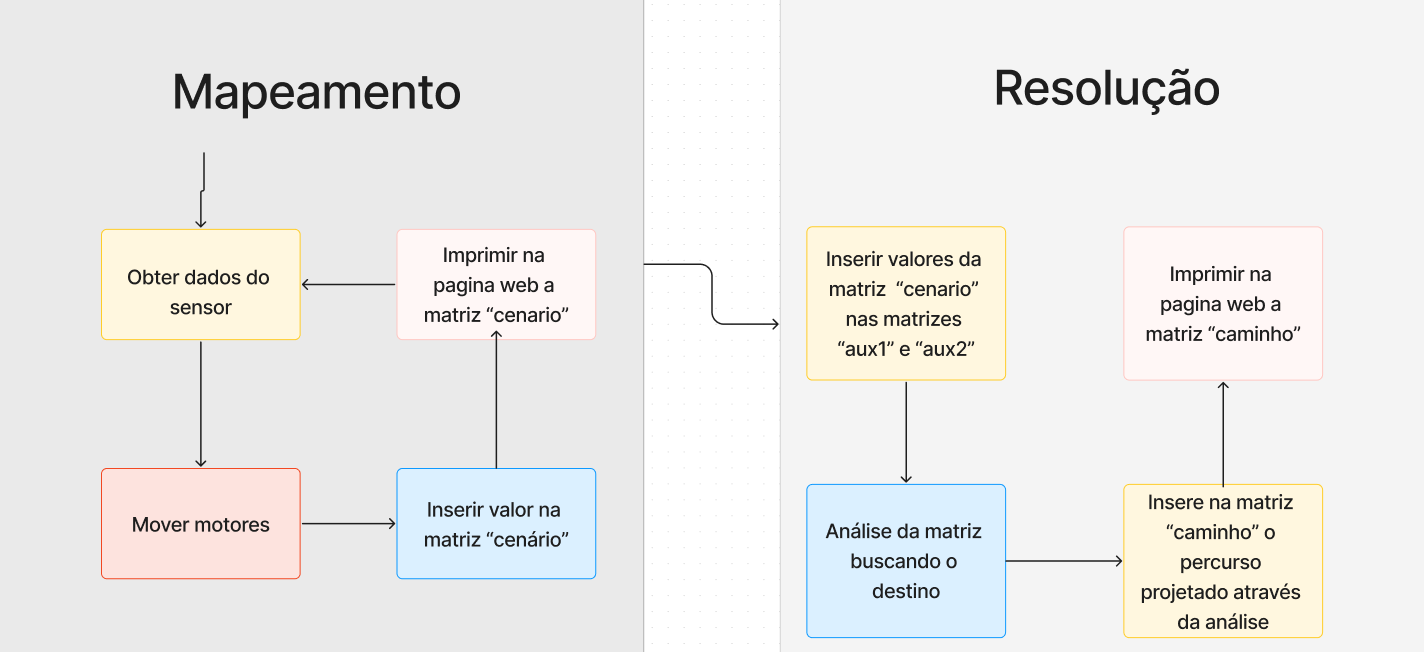 Mapeamento
Obter dados do
sensor
Imprimir na
pagina web a
matriz “cenario”
Mover motores
Inserir valor na
matriz “cenário”
Resolução
Inserir valores da
matriz “cenario”
nas matrizes
“aux1” e “aux2”
Imprimir na
pagina web a
matriz “caminho”
Análise da matriz
buscando o
destino
Insere na matriz
“caminho” o
percurso
projetado através
da análise